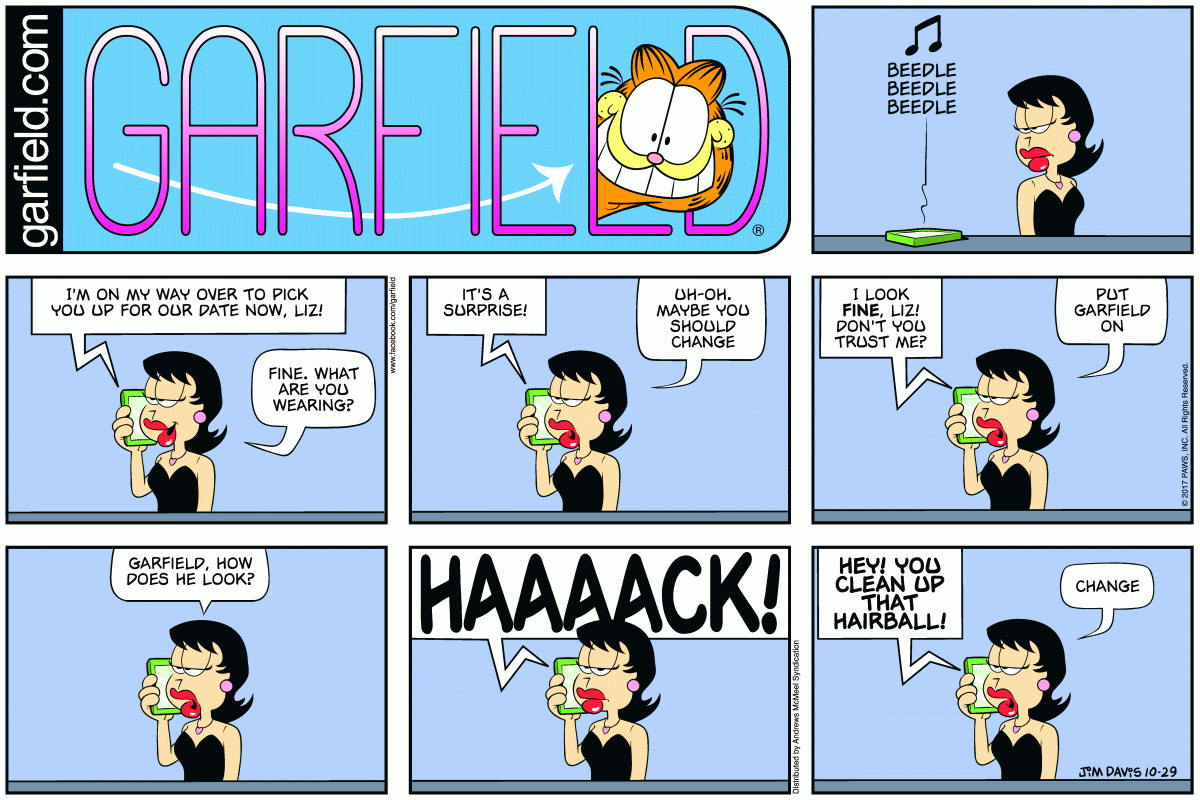 garfield.com
GARFIELD
®
BEEDLE
BEEDLE
BEEDLE
I'M ON MY WAY OVER TO PICK
YOU UP FOR OUR DATE NOW, LIZ!
FINE. WHAT
ARE YOU
WEARING?
www.facebook.com/garfield
IT'S A
SURPRISE!
UH-OH.
MAYBE YOU
SHOULD
CHANGE
I LOOK
FINE, LIZ!
DON'T YOU
TRUST ME?
PUT
GARFIELD
ON
© 2017 PAWS, INC. All Rights Reserved.
GARFIELD, HOW
DOES HE LOOK?
HAAAACK!
Distributed by Andrews McMeel Syndication
HEY! YOU
CLEAN UP
THAT
HAIRBALL!
CHANGE
JIM DAVIS 10-29